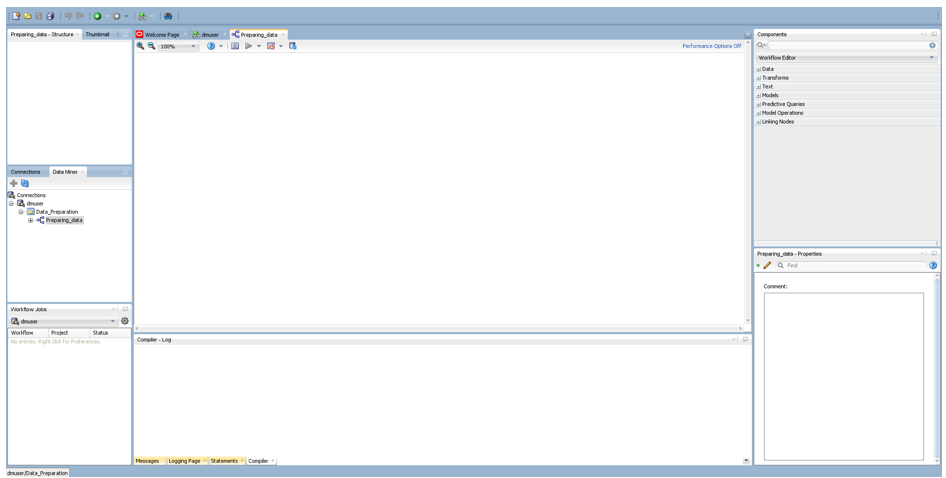 Preparing_data - Structure
Thumbnail
Welcome Page
dmuser
Preparing_data
100%
Performance Options Off
Components
Workflow Editor
Data
Transforms
Text
Models
Predictive Queries
Model Operations
Linking Nodes
Connections
Data Miner
Connections
dmuser
Data_Preparation
Preparing_data
Preparing_data - Properties
Find
Comment:
Workflow Jobs
dmuser
Workflow
Project
Status
No entries. Right click for Preferences.
Compiler - Log
Messages
Logging Page
Statements
Compiler
dmuser/Data_Preparation